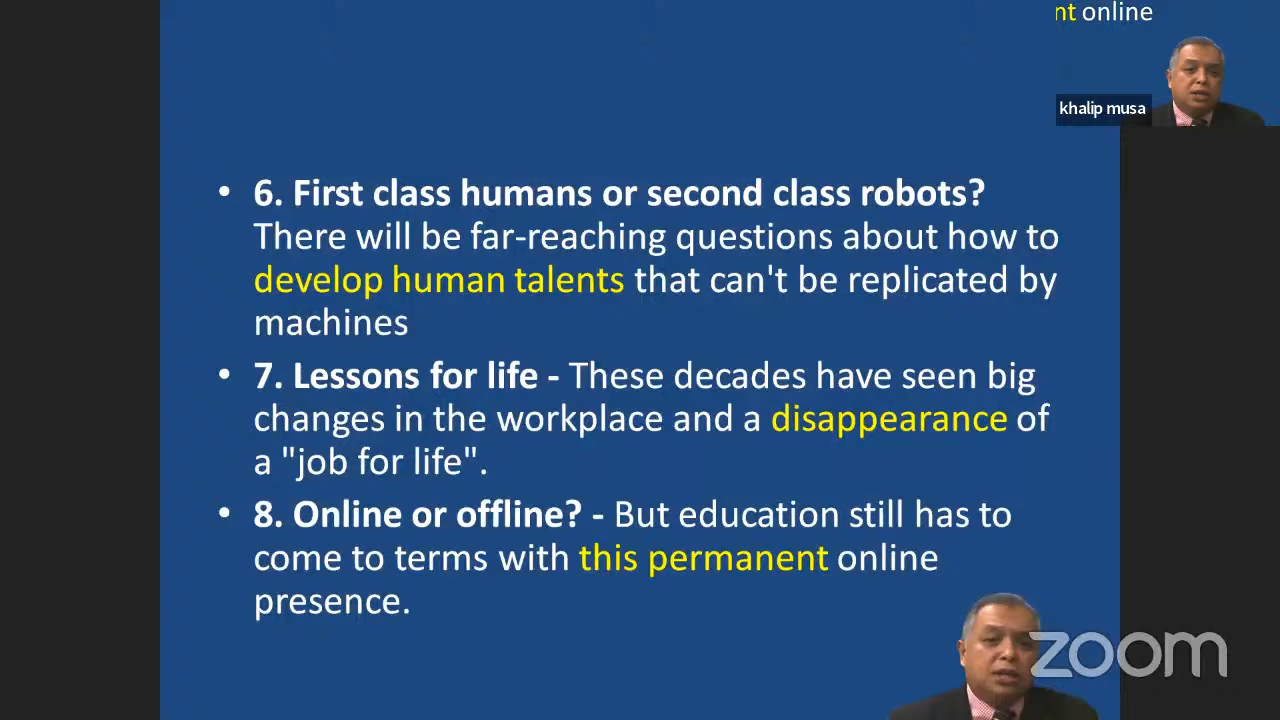 nt online
khalip musa
• 6. First class humans or second class robots?
There will be far-reaching questions about how to
develop human talents that can't be replicated by
machines
• 7. Lessons for life - These decades have seen big
changes in the workplace and a disappearance of
a "job for life".
• 8. Online or offline? - But education still has to
come to terms with this permanent online
presence.
zoom